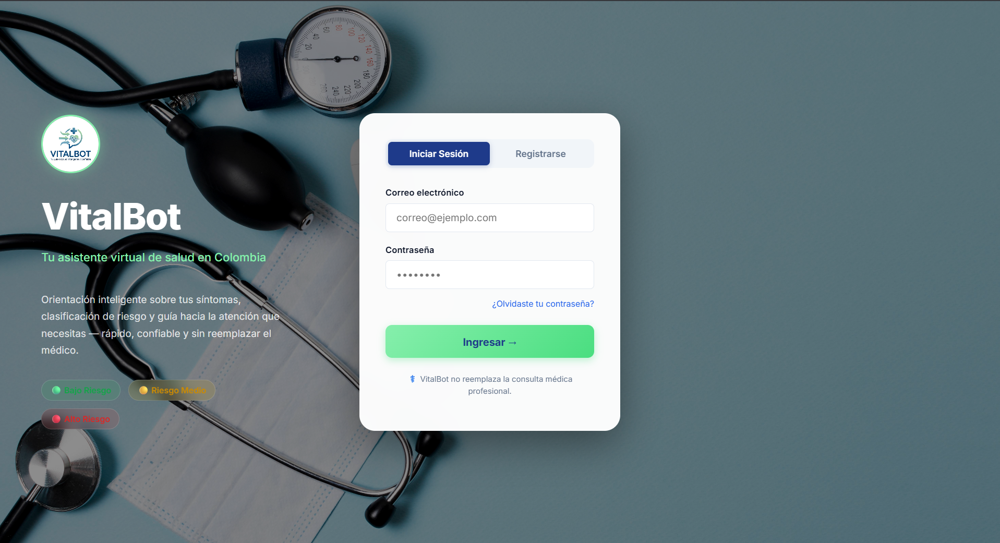 20
40
60
80
100
120
140
160
180
200
220
240
260
VITALBOT
VitalBot
Tu asistente virtual de salud en Colombia
Orientación inteligente sobre tus síntomas,
clasificación de riesgo y guía hacia la atención que
necesitas — rápido, confiable y sin reemplazar el
médico.
Bajo Riesgo
Riesgo Medio
Alto Riesgo
Iniciar Sesión
Registrarse
Correo electrónico
correo@ejemplo.com
Contraseña
••••••••
¿Olvidaste tu contraseña?
Ingresar →
VitalBot no reemplaza la consulta médica
profesional.